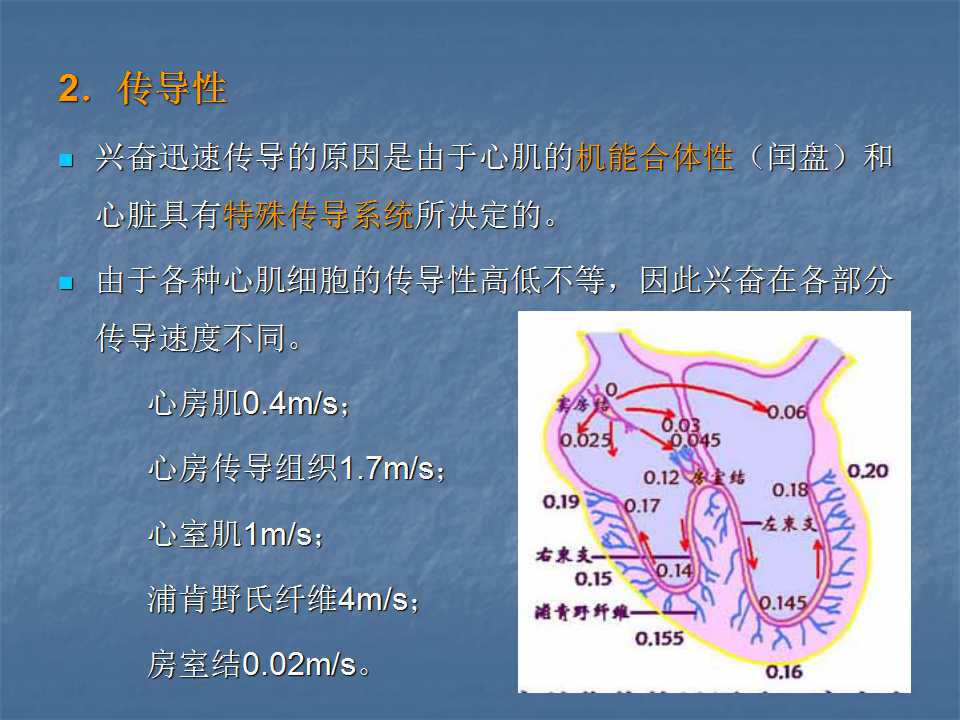 2．传导性
兴奋迅速传导的原因是由于心肌的机能合体性（闰盘）和
心脏具有特殊传导系统所决定的。
由于各种心肌细胞的传导性高低不等，因此兴奋在各部分
传导速度不同。
心房肌0.4m/s；
心房传导组织1.7m/s；
心室肌1m/s；
浦肯野氏纤维4m/s；
房室结0.02m/s。
0
窦房结
0.06
0.03
0.025
0.045
0.12 房室结
0.20
0.18
0.19
0.17
左束支
右束支
0.14
0.15
0.145
浦肯野纤维
0.155
0.16